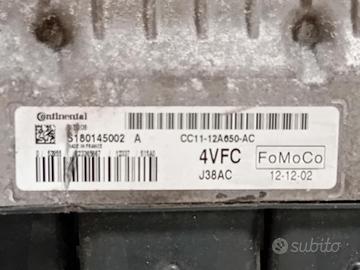 Continental
S180145002 A
MADE IN FRANCE
CC11-12A650-AC
4VFC
FoMoCo
J38AC
12-12-02
subito